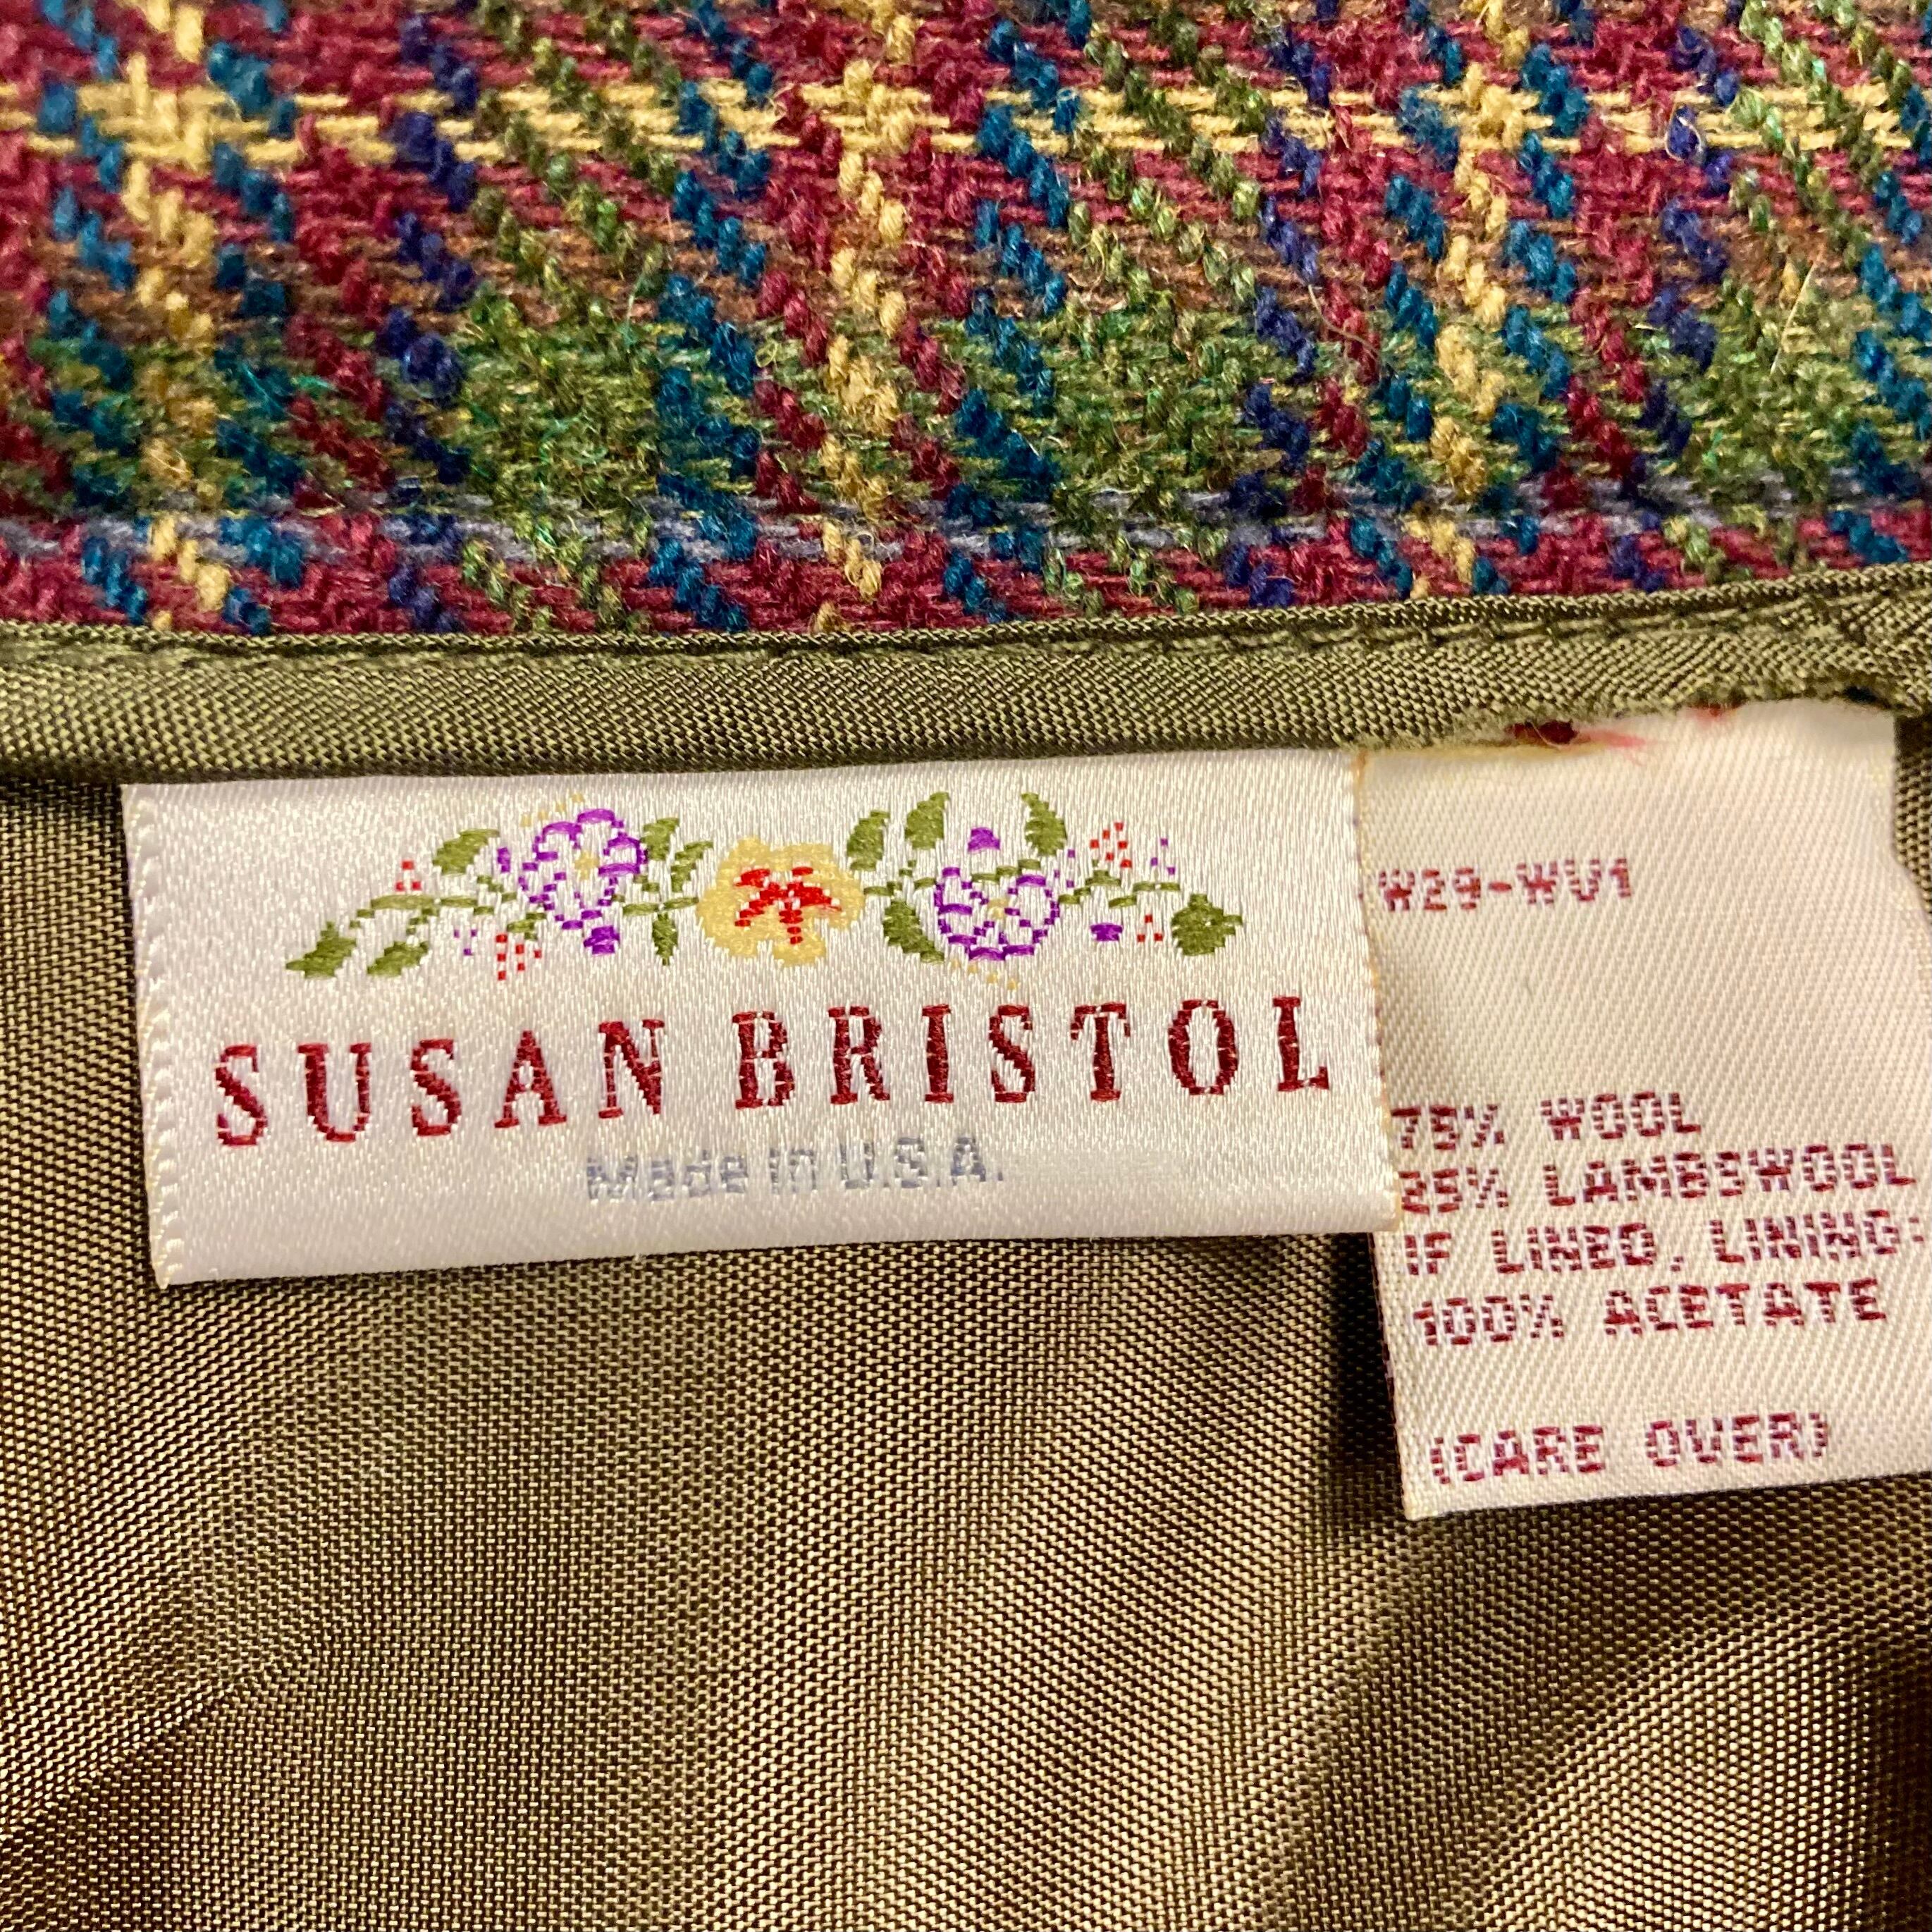 SUSAN BRISTOL
Made in U.S.A.
W29-WV1
75% WOOL
25% LAMBSWOOL
IF LINED, LINING:
100% ACETATE
(CARE OVER)